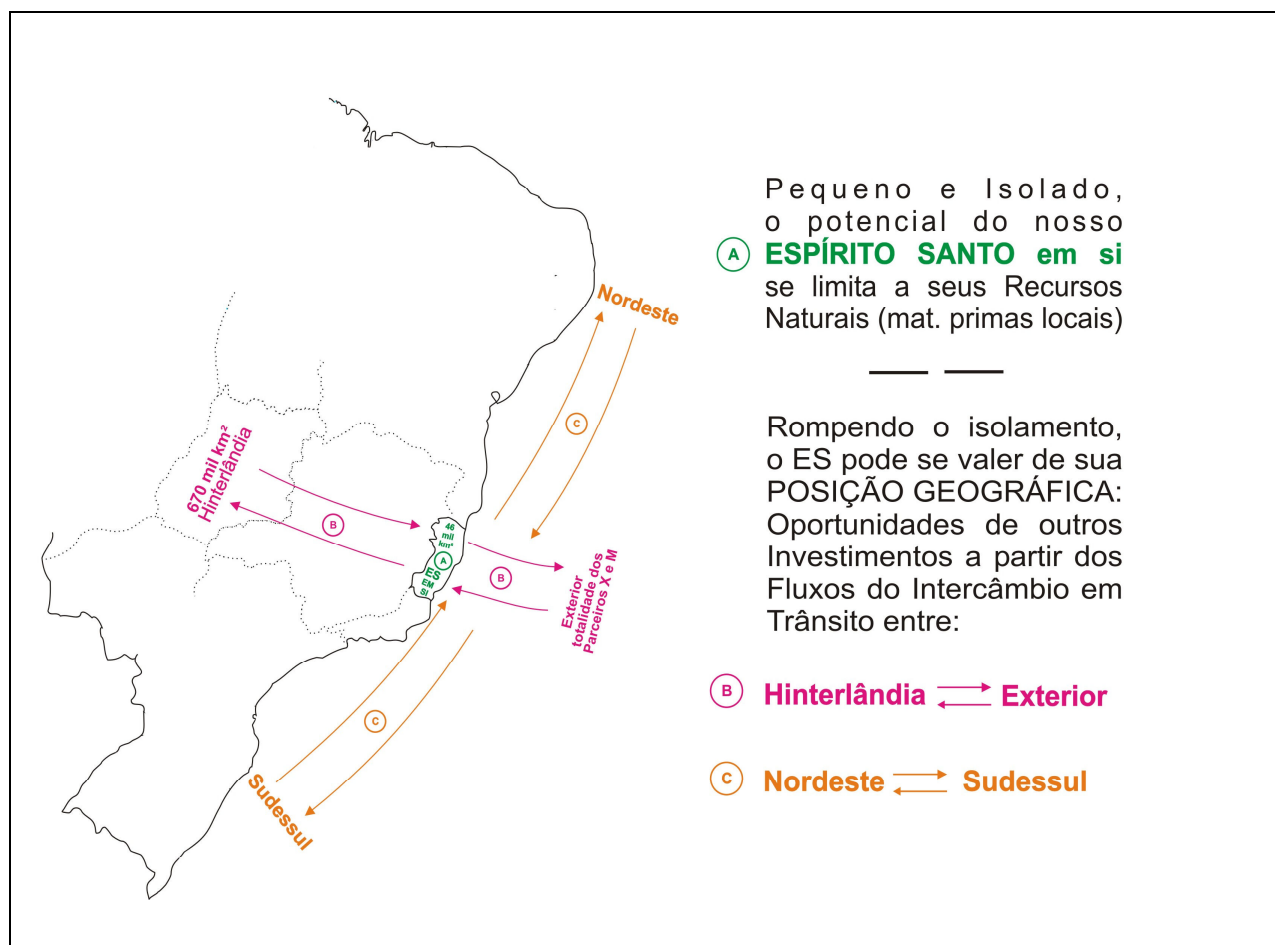 Nordeste
C
670 mil km²
Hinterlândia
B
46
mil
km²
A
ES
EM
SI
B
Exterior
totalidade dos
Parceiros X e M
C
Sudessul
Pequeno e Isolado,
o potencial do nosso
A ESPÍRITO SANTO em si
se limita a seus Recursos
Naturais (mat. primas locais)
Rompendo o isolamento,
o ES pode se valer de sua
POSIÇÃO GEOGRÁFICA:
Oportunidades de outros
Investimentos a partir dos
Fluxos do Intercâmbio em
Trânsito entre:
B Hinterlândia Exterior
C Nordeste Sudessul